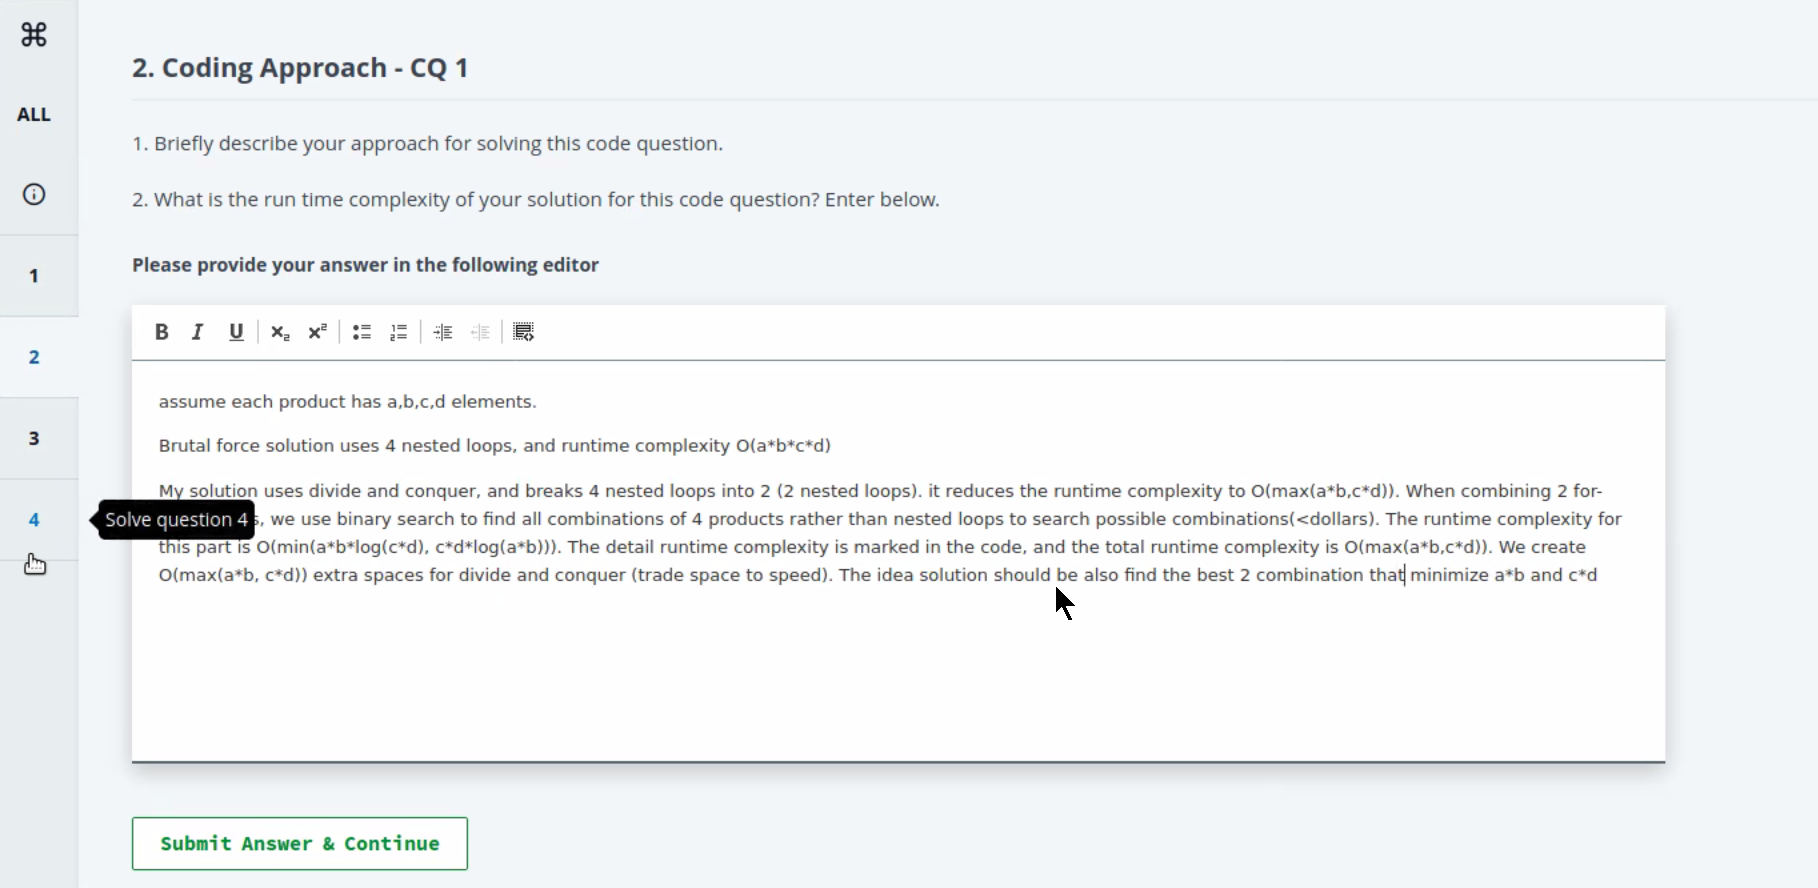 ⌘
ALL
1
2
3
4
Solve question 4
2. Coding Approach - CQ 1
1. Briefly describe your approach for solving this code question.
2. What is the run time complexity of your solution for this code question? Enter below.
Please provide your answer in the following editor
B I U x₂ x²
assume each product has a,b,c,d elements.
Brutal force solution uses 4 nested loops, and runtime complexity O(a*b*c*d)
My solution uses divide and conquer, and breaks 4 nested loops into 2 (2 nested loops). it reduces the runtime complexity to O(max(a*b,c*d)). When combining 2 for-
s, we use binary search to find all combinations of 4 products rather than nested loops to search possible combinations(<dollars). The runtime complexity for
this part is O(min(a*b*log(c*d), c*d*log(a*b))). The detail runtime complexity is marked in the code, and the total runtime complexity is O(max(a*b,c*d)). We create
O(max(a*b, c*d)) extra spaces for divide and conquer (trade space to speed). The idea solution should be also find the best 2 combination that minimize a*b and c*d
Submit Answer & Continue